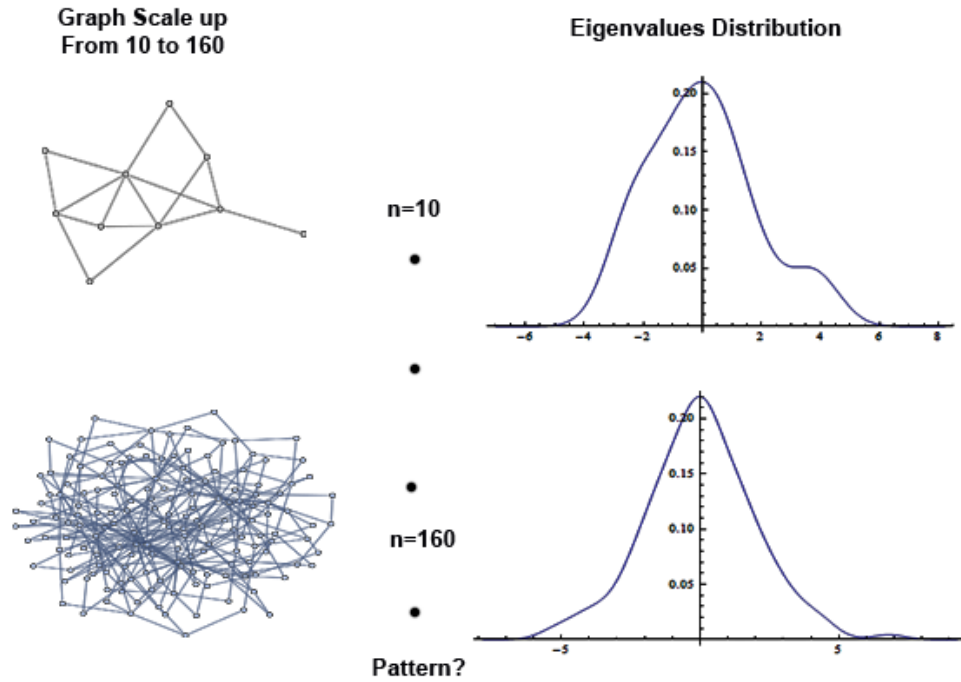 Graph Scale up
From 10 to 160
Eigenvalues Distribution
n=10
0.20
0.15
0.10
0.05
−6 −4 −2 2 4 6 8
n=160
0.20
0.15
0.10
0.05
−5 5
Pattern?